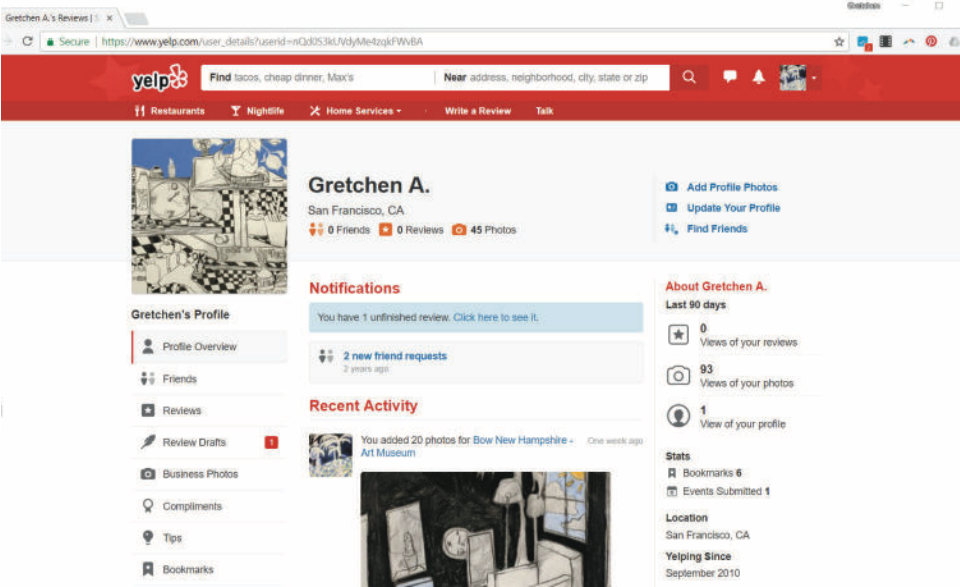 Gretchen A.'s Reviews | S
Gretchen
Secure | https://www.yelp.com/user_details?userid=nQd053kUVdyMe4zqkFWvBA
yelp
Find tacos, cheap dinner, Max's
Near address, neighborhood, city, state or zip
Restaurants
Nightlife
Home Services
Write a Review
Talk
Gretchen A.
San Francisco, CA
0 Friends 0 Reviews 45 Photos
Add Profile Photos
Update Your Profile
Find Friends
Gretchen's Profile
Profile Overview
Friends
Reviews
Review Drafts 1
Business Photos
Compliments
Tips
Bookmarks
Notifications
You have 1 unfinished review. Click here to see it.
2 new friend requests
2 years ago
Recent Activity
You added 20 photos for Bow New Hampshire - One week ago
Art Museum
About Gretchen A.
Last 90 days
0
Views of your reviews
93
Views of your photos
1
View of your profile
Stats
Bookmarks 6
Events Submitted 1
Location
San Francisco, CA
Yelping Since
September 2010